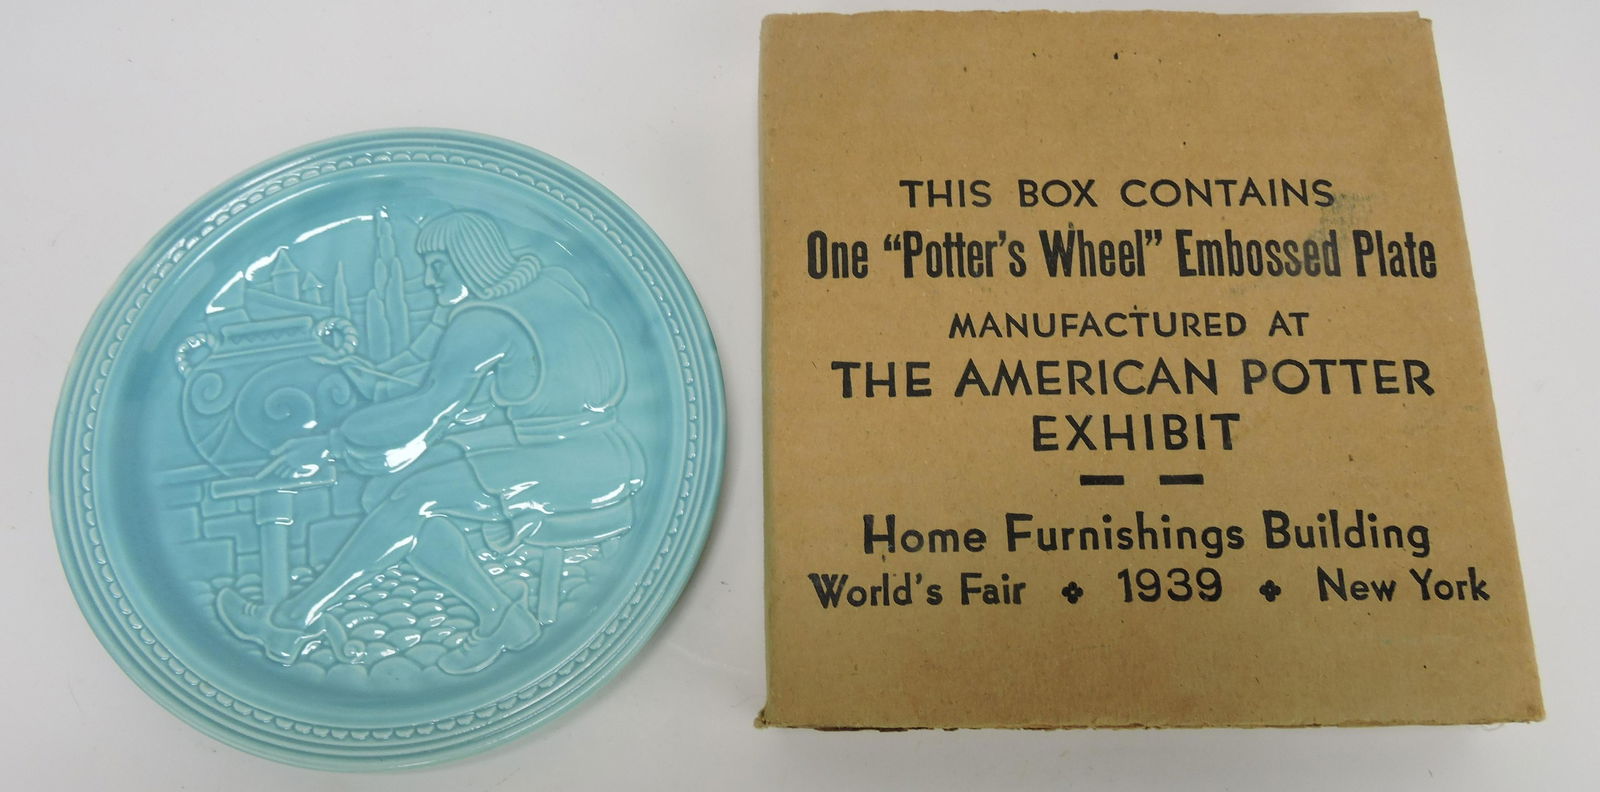 THIS BOX CONTAINS
One "Potter's Wheel" Embossed Plate
MANUFACTURED AT
THE AMERICAN POTTER
EXHIBIT
Home Furnishings Building
World's Fair ✤ 1939 ✤ New York